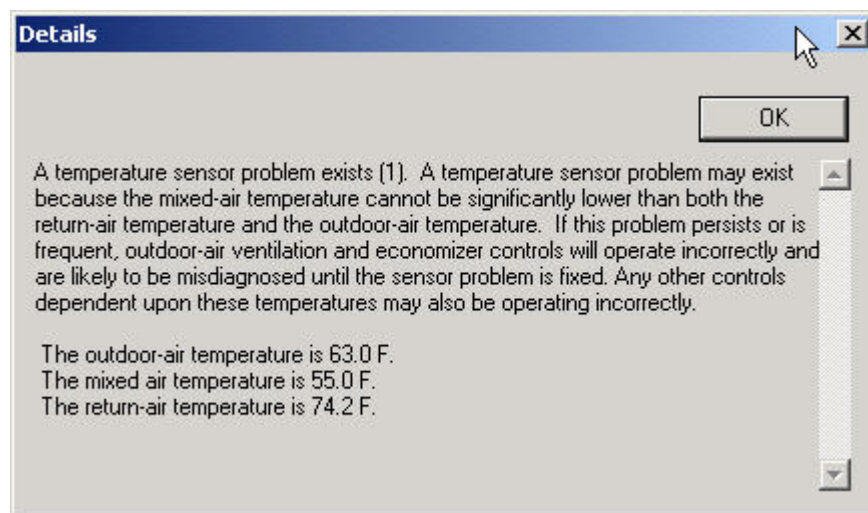 Details
OK
A temperature sensor problem exists (1).  A temperature sensor problem may exist
because the mixed-air temperature cannot be significantly lower than both the
return-air temperature and the outdoor-air temperature.  If this problem persists or is
frequent, outdoor-air ventilation and economizer controls will operate incorrectly and
are likely to be misdiagnosed until the sensor problem is fixed. Any other controls
dependent upon these temperatures may also be operating incorrectly.
The outdoor-air temperature is 63.0 F.
The mixed air temperature is 55.0 F.
The return-air temperature is 74.2 F.